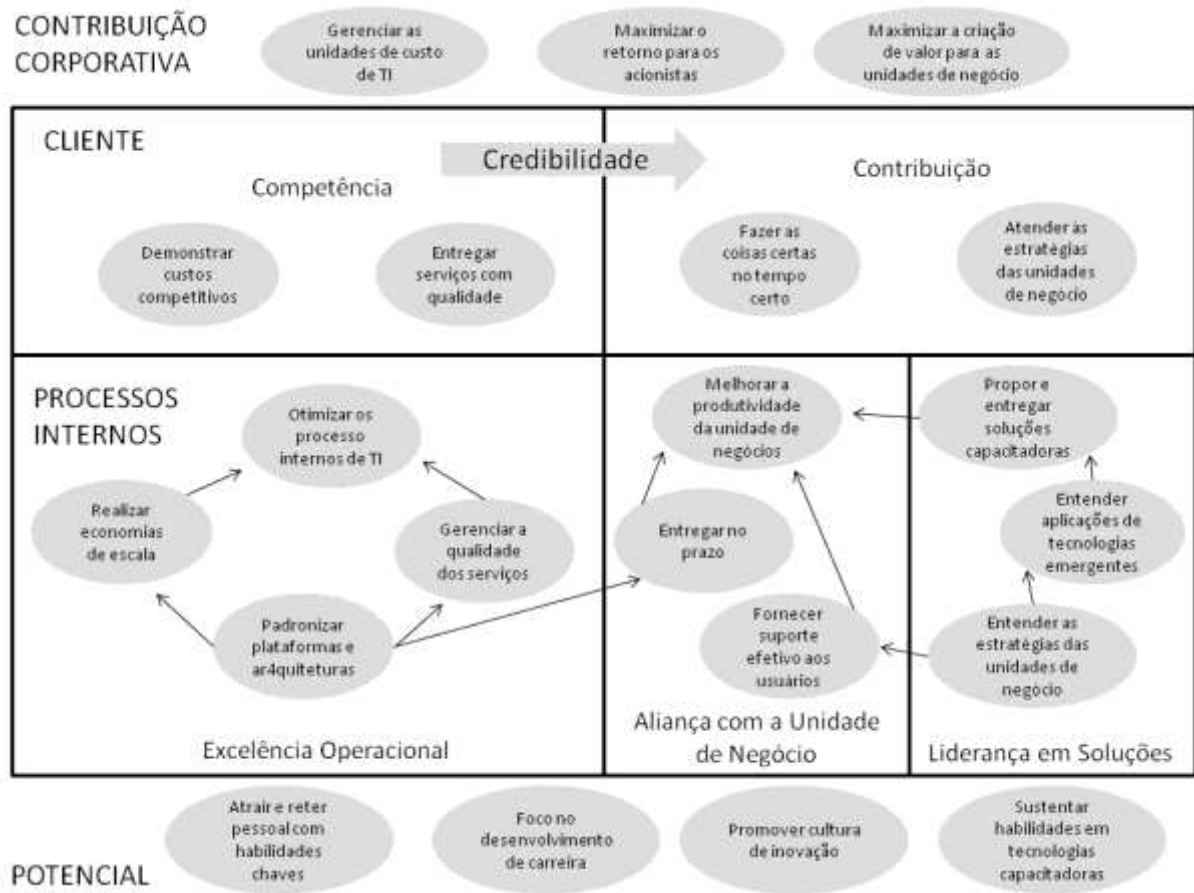 CONTRIBUIÇÃO
CORPORATIVA
Gerenciar as
unidades de custo
de TI
Maximizar o
retorno para os
acionistas
Maximizar a criação
de valor para as
unidades de negócio
CLIENTE
Credibilidade
Competência
Contribuição
Demonstrar
custos
competitivos
Entregar
serviços com
qualidade
Fazer as
coisas certas
no tempo
certo
Atender às
estratégias
das unidades
de negócio
PROCESSOS
INTERNOS
Otimizar os
processo
internos de TI
Realizar
economias
de escala
Gerenciar a
qualidade
dos serviços
Padronizar
plataformas e
ar4quiteturas
Excelência Operacional
Melhorar a
produtividade
da unidade de
negócios
Entregar no
prazo
Fornecer
suporte
efetivo aos
usuários
Aliança com a Unidade
de Negócio
Propor e
entregar
soluções
capacitadoras
Entender
aplicações de
tecnologias
emergentes
Entender as
estratégias das
unidades de
negócio
Liderança em Soluções
POTENCIAL
Atrair e reter
pessoal com
habilidades
chaves
Foco no
desenvolvimento
de carreira
Promover cultura
de inovação
Sustentar
habilidades em
tecnologias
capacitadoras